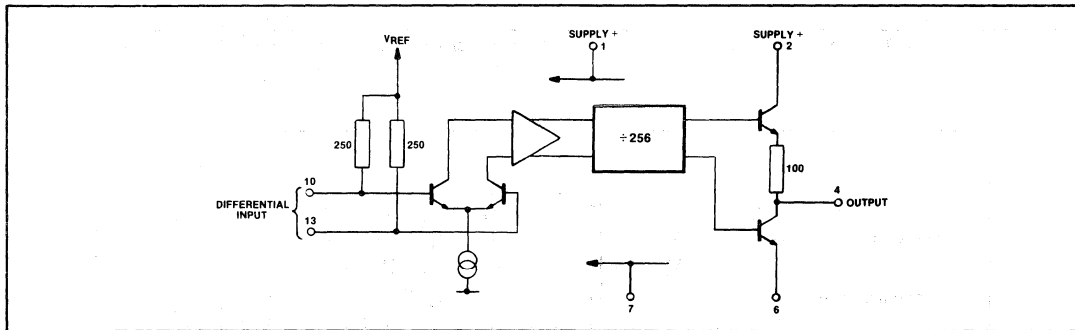 SUPPLY +
1
SUPPLY +
2
VREF
250
250
÷256
100
4
OUTPUT
10
DIFFERENTIAL
INPUT
13
7
6